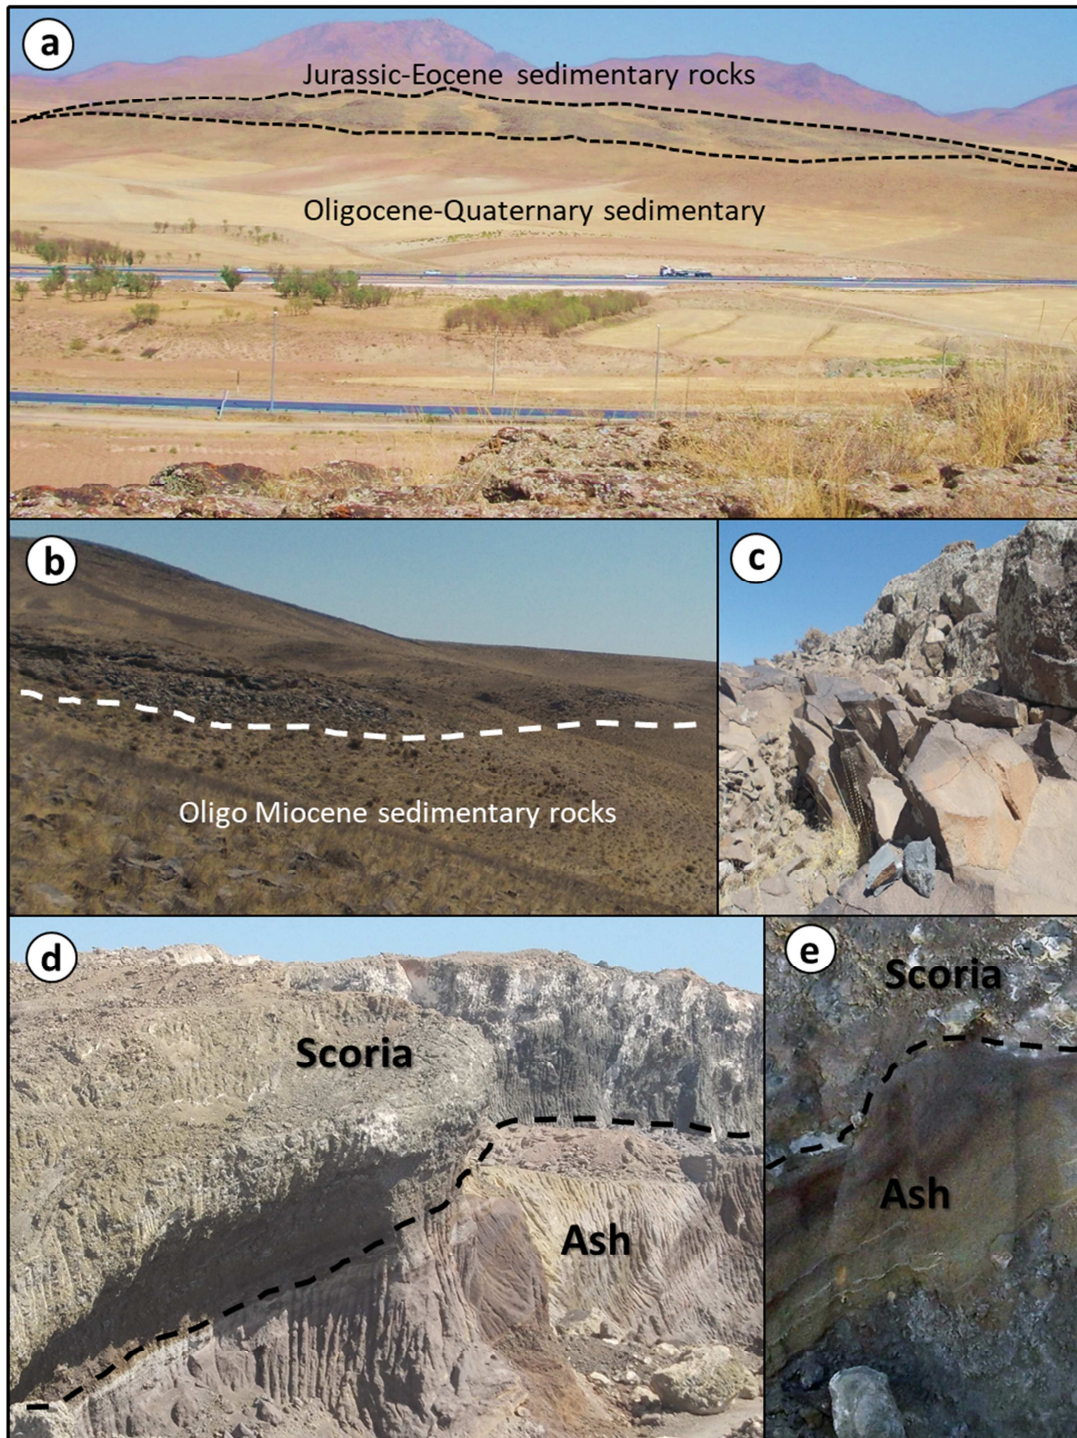 a
Jurassic-Eocene sedimentary rocks
Oligocene-Quaternary sedimentary
b
Oligo Miocene sedimentary rocks
c
d
Scoria
Ash
e
Scoria
Ash